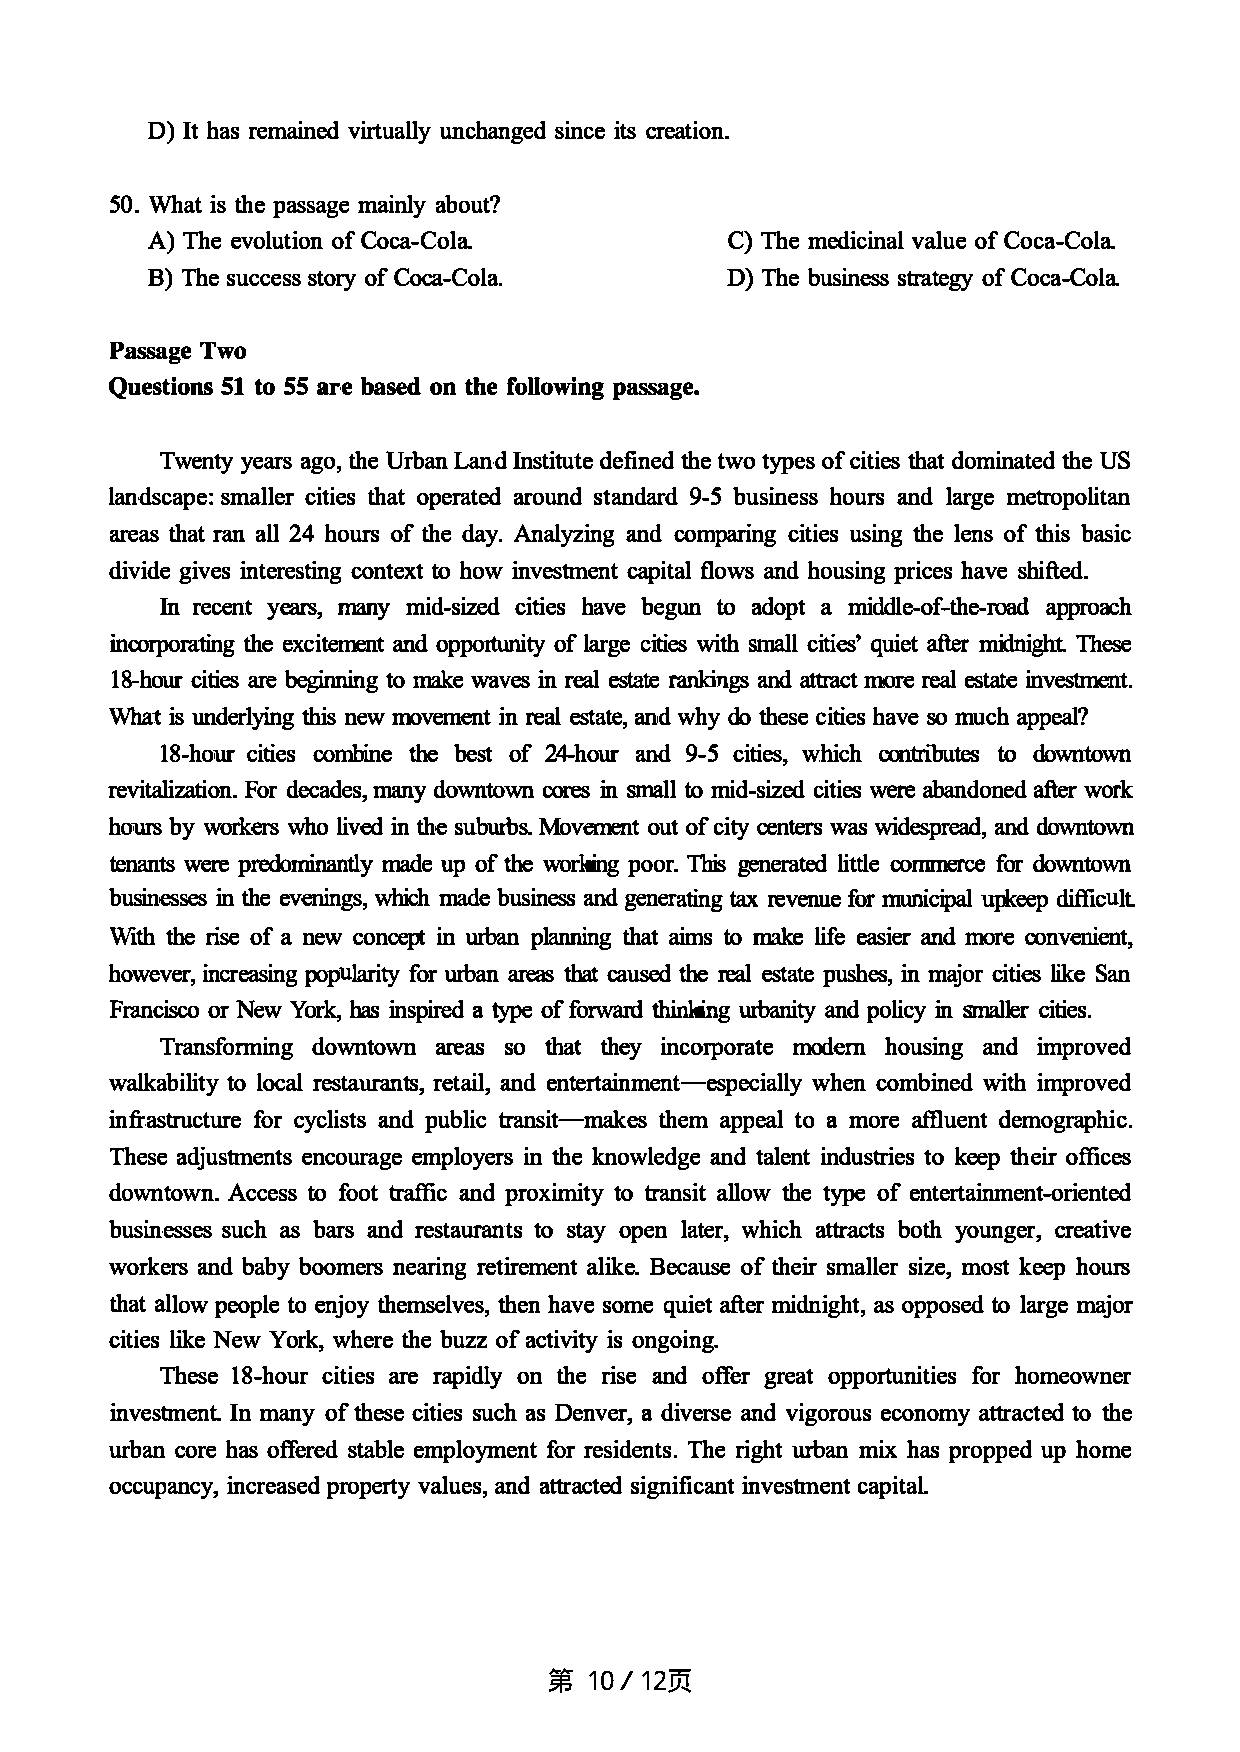 D) It has remained virtually unchanged since its creation.
50. What is the passage mainly about?
A) The evolution of Coca-Cola. C) The medicinal value of Coca-Cola.
B) The success story of Coca-Cola. D) The business strategy of Coca-Cola.
Passage Two
Questions 51 to 55 are based on the following passage.
Twenty years ago, the Urban Land Institute defined the two types of cities that dominated the US
landscape: smaller cities that operated around standard 9-5 business hours and large metropolitan
areas that ran all 24 hours of the day. Analyzing and comparing cities using the lens of this basic
divide gives interesting context to how investment capital flows and housing prices have shifted.
In recent years, many mid-sized cities have begun to adopt a middle-of-the-road approach
incorporating the excitement and opportunity of large cities with small cities’ quiet after midnight. These
18-hour cities are beginning to make waves in real estate rankings and attract more real estate investment.
What is underlying this new movement in real estate, and why do these cities have so much appeal?
18-hour cities combine the best of 24-hour and 9-5 cities, which contributes to downtown
revitalization. For decades, many downtown cores in small to mid-sized cities were abandoned after work
hours by workers who lived in the suburbs. Movement out of city centers was widespread, and downtown
tenants were predominantly made up of the working poor. This generated little commerce for downtown
businesses in the evenings, which made business and generating tax revenue for municipal upkeep difficult.
With the rise of a new concept in urban planning that aims to make life easier and more convenient,
however, increasing popularity for urban areas that caused the real estate pushes, in major cities like San
Francisco or New York, has inspired a type of forward thinking urbanity and policy in smaller cities.
Transforming downtown areas so that they incorporate modern housing and improved
walkability to local restaurants, retail, and entertainment—especially when combined with improved
infrastructure for cyclists and public transit—makes them appeal to a more affluent demographic.
These adjustments encourage employers in the knowledge and talent industries to keep their offices
downtown. Access to foot traffic and proximity to transit allow the type of entertainment-oriented
businesses such as bars and restaurants to stay open later, which attracts both younger, creative
workers and baby boomers nearing retirement alike. Because of their smaller size, most keep hours
that allow people to enjoy themselves, then have some quiet after midnight, as opposed to large major
cities like New York, where the buzz of activity is ongoing.
These 18-hour cities are rapidly on the rise and offer great opportunities for homeowner
investment. In many of these cities such as Denver, a diverse and vigorous economy attracted to the
urban core has offered stable employment for residents. The right urban mix has propped up home
occupancy, increased property values, and attracted significant investment capital.
第 10 / 12页